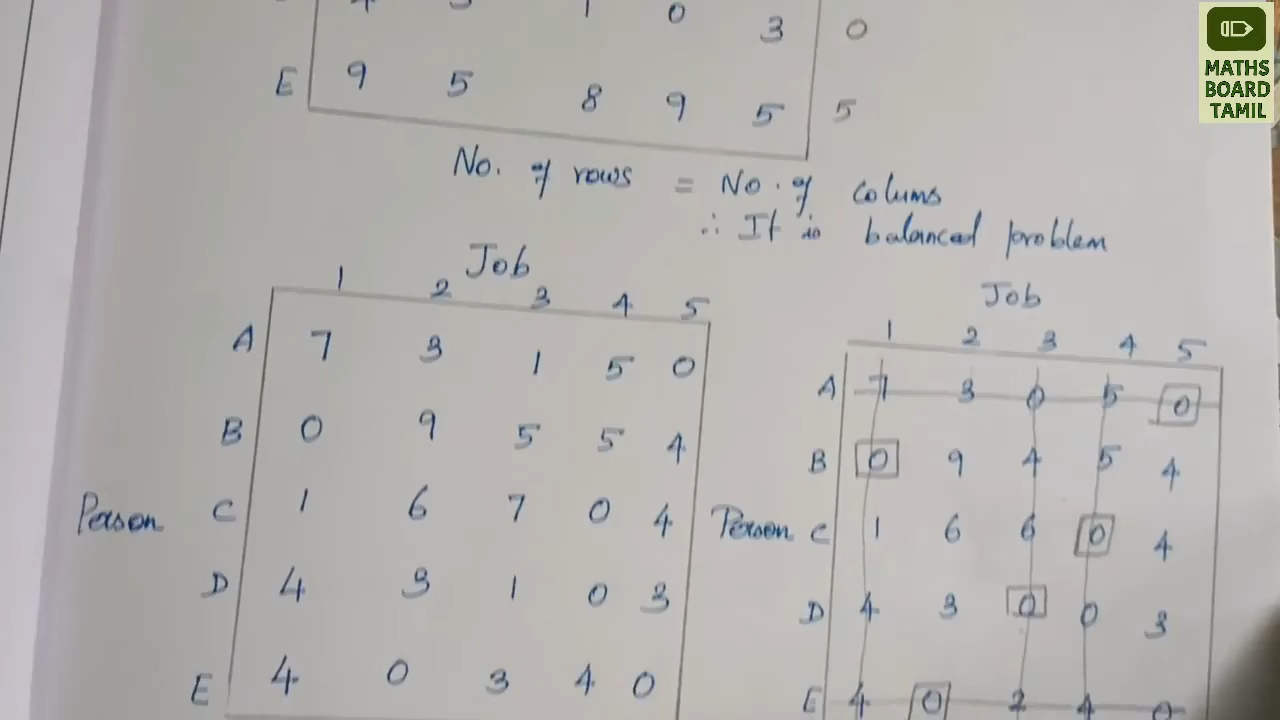 MATHS
BOARD
TAMIL
0 3 0
E 9 5 8 9 5 5
No. of rows = No. of colums
∴ It is balanced problem
Job
1 2 3 4 5
A 7 3 1 5 0
B 0 9 5 5 4
Person C 1 6 7 0 4
D 4 3 1 0 3
E 4 0 3 4 0
Job
1 2 3 4 5
A 7 3 0 5 0
B 0 9 4 5 4
Person C 1 6 6 0 4
D 4 3 0 0 3
E 4 0 2 4 0